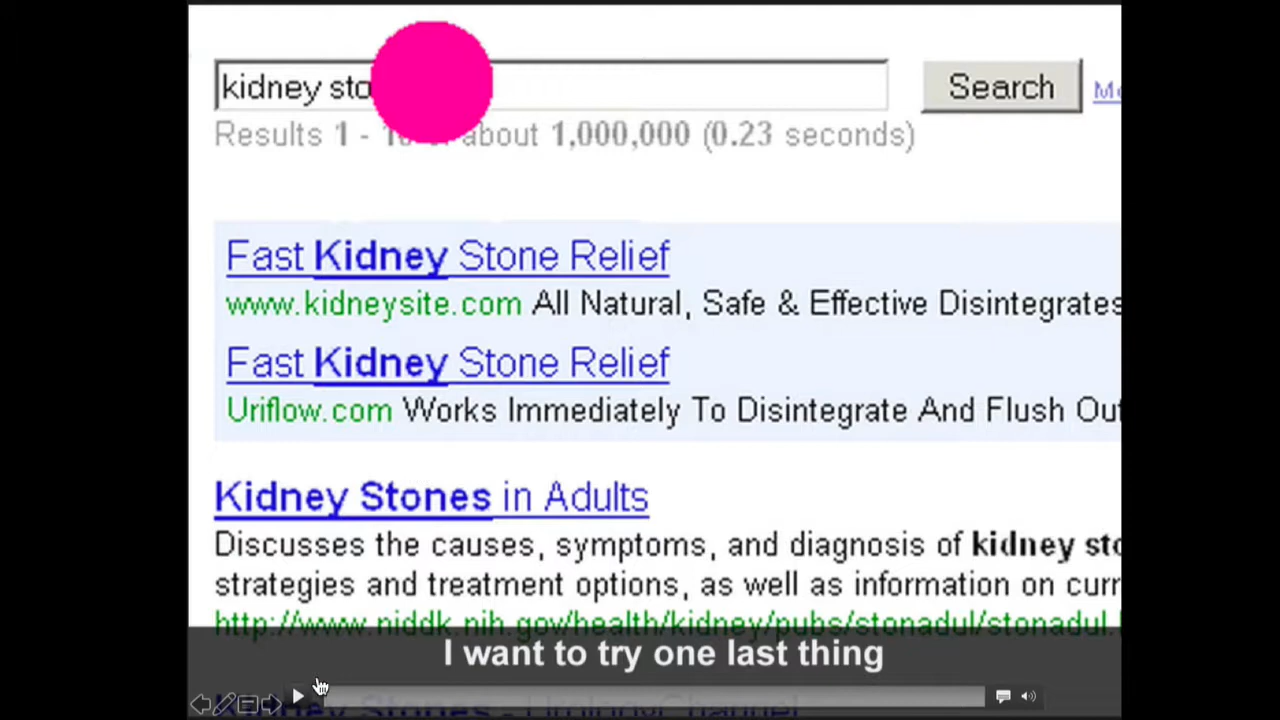 kidney sto
Search
Results 1 - about 1,000,000 (0.23 seconds)
Fast Kidney Stone Relief
www.kidneysite.com All Natural, Safe & Effective Disintegrates
Fast Kidney Stone Relief
Uriflow.com Works Immediately To Disintegrate And Flush Out
Kidney Stones in Adults
Discusses the causes, symptoms, and diagnosis of kidney sto
strategies and treatment options, as well as information on curr
http://www.niddk.nih.gov/health/kidney/pubs/stonadul/stonadul.
I want to try one last thing